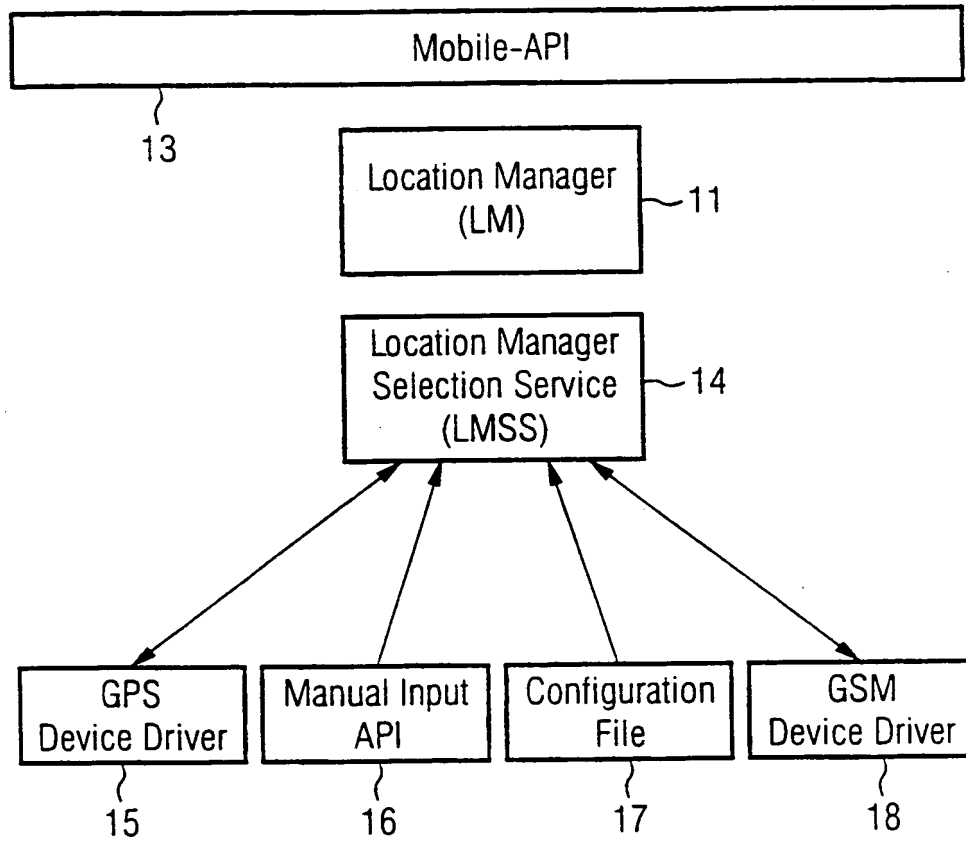 Mobile-API
13
Location Manager
(LM)
11
Location Manager
Selection Service
(LMSS)
14
GPS
Device Driver
Manual Input
API
Configuration
File
GSM
Device Driver
15
16
17
18